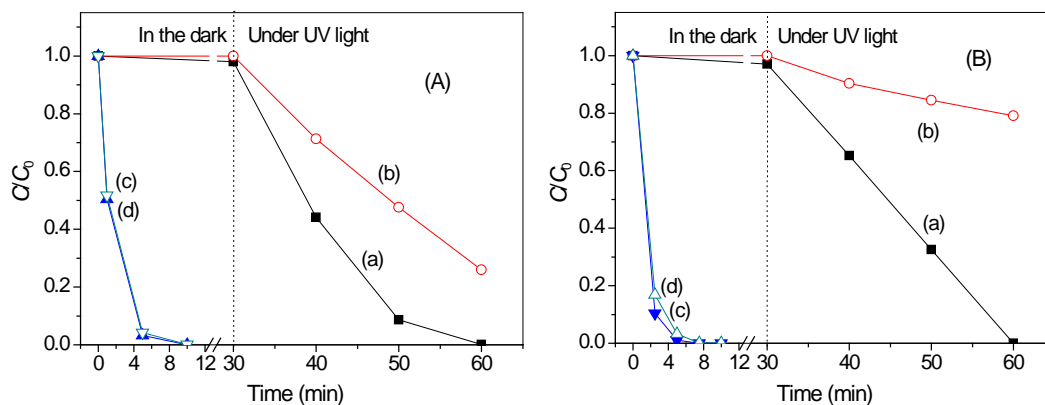 In the dark Under UV light
(A)
1.0
0.8
0.6
0.4
0.2
0.0
C/C0
(c)
(d)
(b)
(a)
0 4 8 12 30 40 50 60
Time (min)
In the dark Under UV light
(B)
1.0
0.8
0.6
0.4
0.2
0.0
C/C0
(b)
(a)
(d)
(c)
0 4 8 12 30 40 50 60
Time (min)